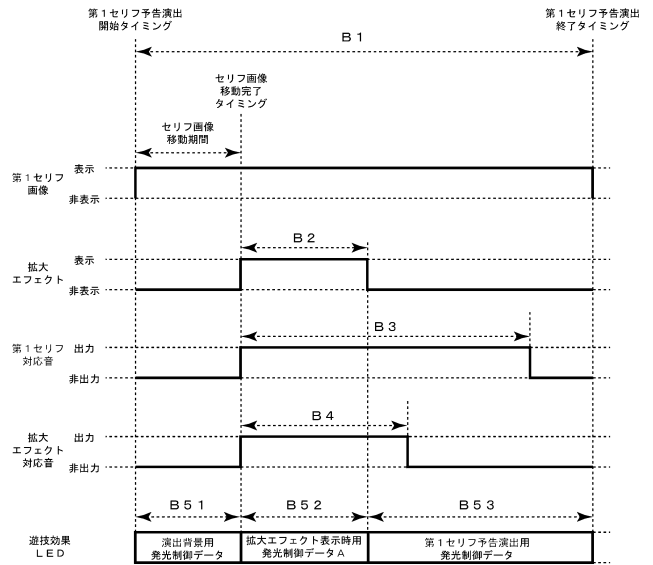 第１セリフ予告演出
開始タイミング
第１セリフ予告演出
終了タイミング
Ｂ１
セリフ画像
移動完了
タイミング
セリフ画像
移動期間
第１セリフ
画像
表示
非表示
Ｂ２
拡大
エフェクト
表示
非表示
Ｂ３
第１セリフ
対応音
出力
非出力
Ｂ４
拡大
エフェクト
対応音
出力
非出力
Ｂ５１
Ｂ５２
Ｂ５３
遊技効果
ＬＥＤ
演出背景用
発光制御データ
拡大エフェクト表示時用
発光制御データＡ
第１セリフ予告演出用
発光制御データ